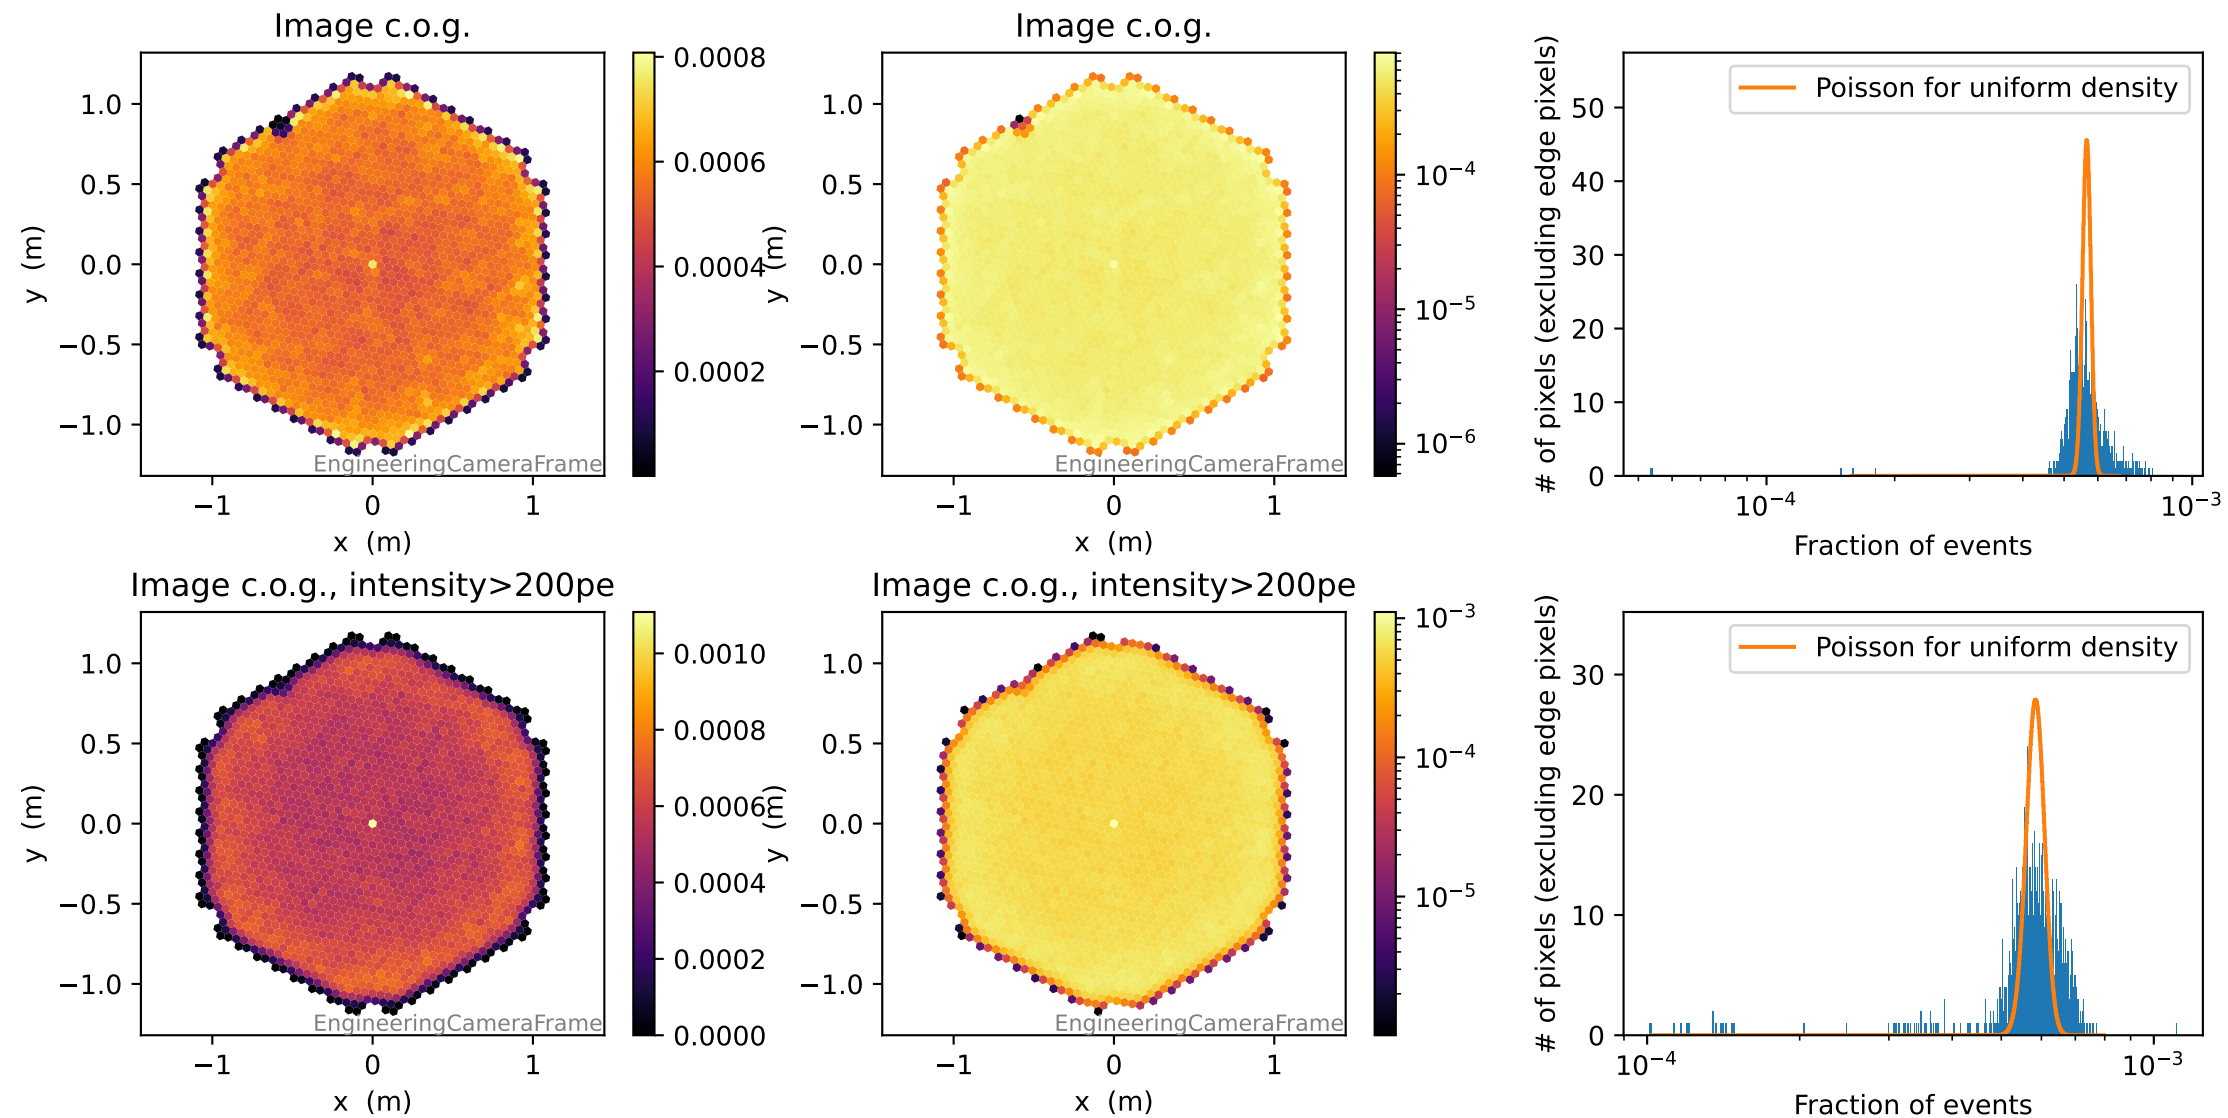 Image c.o.g.
y (m)
1.0
0.5
0.0
−0.5
−1.0
−1
0
1
x (m)
EngineeringCameraFrame
0.0008
0.0006
0.0004
0.0002
Image c.o.g.
y (m)
1.0
0.5
0.0
−0.5
−1.0
−1
0
1
x (m)
EngineeringCameraFrame
10⁻⁴
10⁻⁵
10⁻⁶
# of pixels (excluding edge pixels)
50
40
30
20
10
0
Poisson for uniform density
10⁻⁴
10⁻³
Fraction of events
Image c.o.g., intensity>200pe
y (m)
1.0
0.5
0.0
−0.5
−1.0
−1
0
1
x (m)
EngineeringCameraFrame
0.0010
0.0008
0.0006
0.0004
0.0002
0.0000
Image c.o.g., intensity>200pe
y (m)
1.0
0.5
0.0
−0.5
−1.0
−1
0
1
x (m)
EngineeringCameraFrame
10⁻³
10⁻⁴
10⁻⁵
# of pixels (excluding edge pixels)
30
20
10
0
Poisson for uniform density
10⁻⁴
10⁻³
Fraction of events